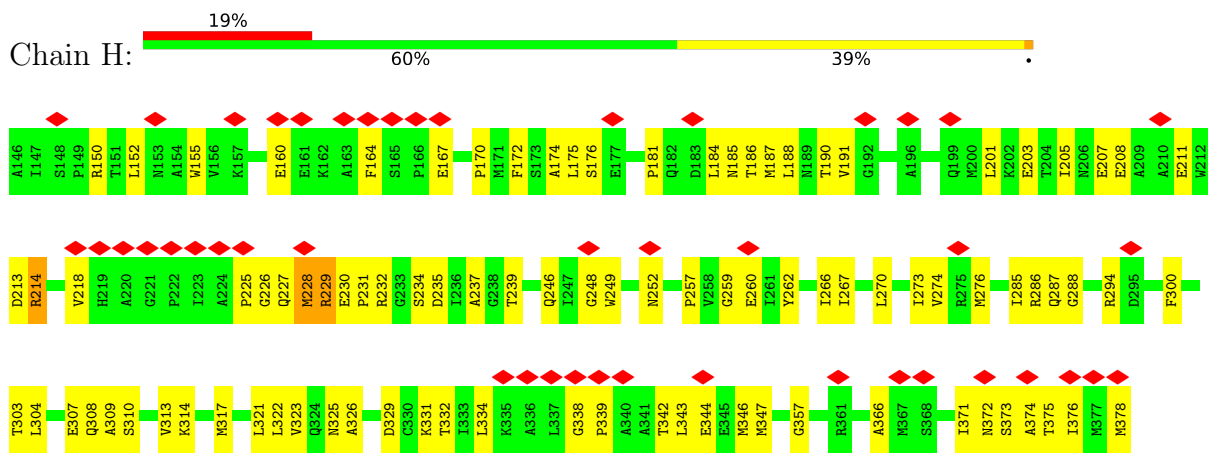 19%
Chain H:
60% 39% •
A146 I147 S148 P149 R150 T151 L152 N153 A154 W155 V156 K157 E160 E161 K162 A163 F164 S165 P166 E167 P170 M171 F172 S173 A174 L175 S176 E177 P181 Q182 D183 L184 N185 T186 M187 L188 N189 T190 V191 G192 A196 Q199 M200 L201 K202 E203 T204 I205 N206 E207 E208 A209 A210 E211 W212
D213 R214 V218 H219 A220 G221 P222 I223 A224 P225 G226 Q227 M228 R229 E230 P231 R232 G233 S234 D235 I236 A237 G238 T239 Q246 I247 G248 W249 N252 P257 V258 G259 E260 I261 Y262 I266 I267 L270 I273 V274 R275 M276 I285 R286 Q287 G288 R294 D295 F300
T303 L304 E307 Q308 A309 S310 V313 K314 M317 L321 L322 V323 Q324 N325 A326 D329 C330 K331 T332 I333 L334 K335 A336 L337 G338 P339 A340 A341 T342 L343 E344 E345 M346 M347 G357 R361 A366 M367 S368 I371 N372 S373 A374 T375 I376 M377 M378